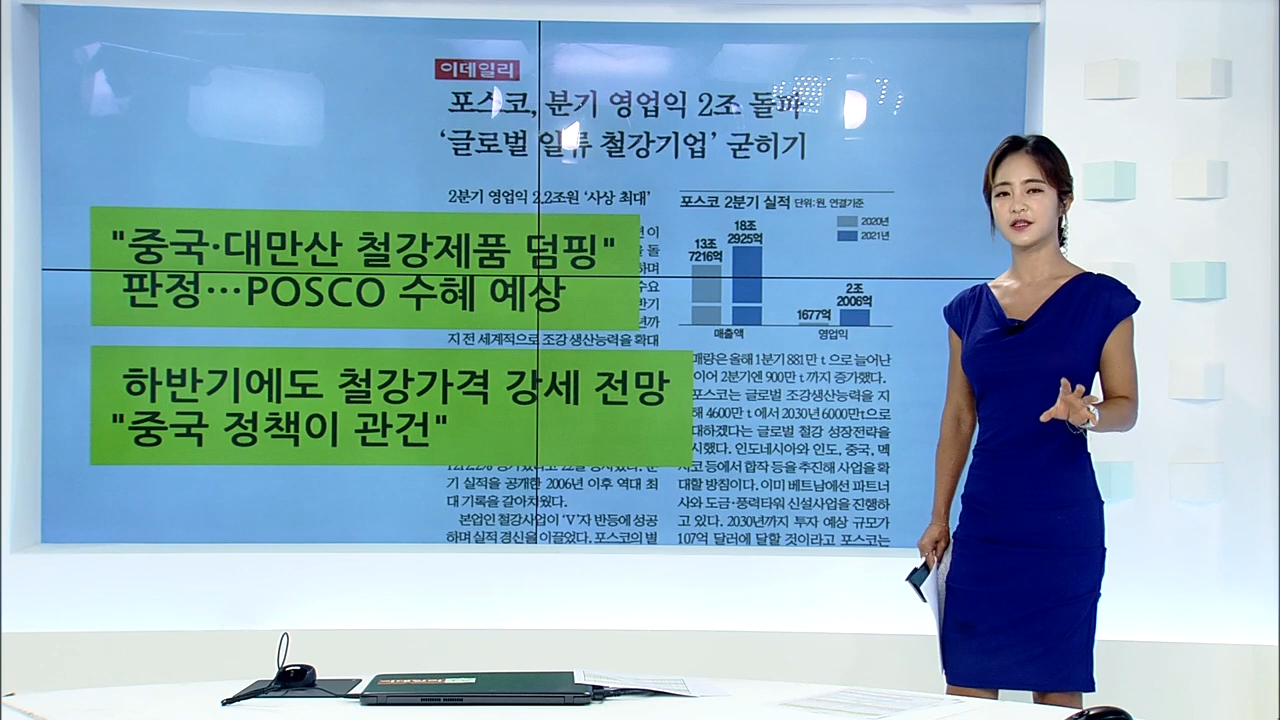 이데일리
포스코, 분기 영업익 2조 돌파
‘글로벌 일류 철강기업’ 굳히기
2분기 영업익 2.2조원 ‘사상 최대’
"중국·대만산 철강제품 덤핑"
판정…POSCO 수혜 예상
하반기에도 철강가격 강세 전망
"중국 정책이 관건"
지 전 세계적으로 조강 생산능력을 확대
기 실적을 공개한 2006년 이후 역대 최
대 기록을 갈아치웠다.
본업인 철강사업이 ‘V’자 반등에 성공
하며 실적 경신을 이끌었다. 포스코의 별
포스코 2분기 실적 단위:원, 연결기준
2020년
2021년
13조
7216억
18조
2925억
1677억
2조
2006억
매출액
영업익
매량은 올해 1분기 881만 t 으로 늘어난
이어 2분기엔 900만 t 까지 증가했다.
포스코는 글로벌 조강생산능력을 지
해 4600만 t 에서 2030년 6000만t으로
대하겠다는 글로벌 철강 성장전략을
시했다. 인도네시아와 인도, 중국, 멕
시코 등에서 합작 등을 추진해 사업을 확
대할 방침이다. 이미 베트남에선 파트너
사와 도금·풍력타워 신설사업을 진행하
고 있다. 2030년까지 투자 예상 규모가
107억 달러에 달할 것이라고 포스코는